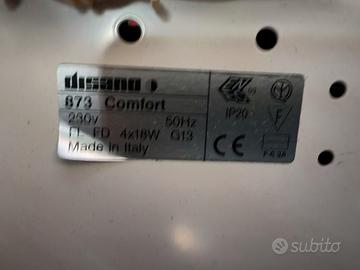 disano
873 Comfort
230v 50Hz
FD 4x18W G13
Made in Italy
IP20
F
CE
subito